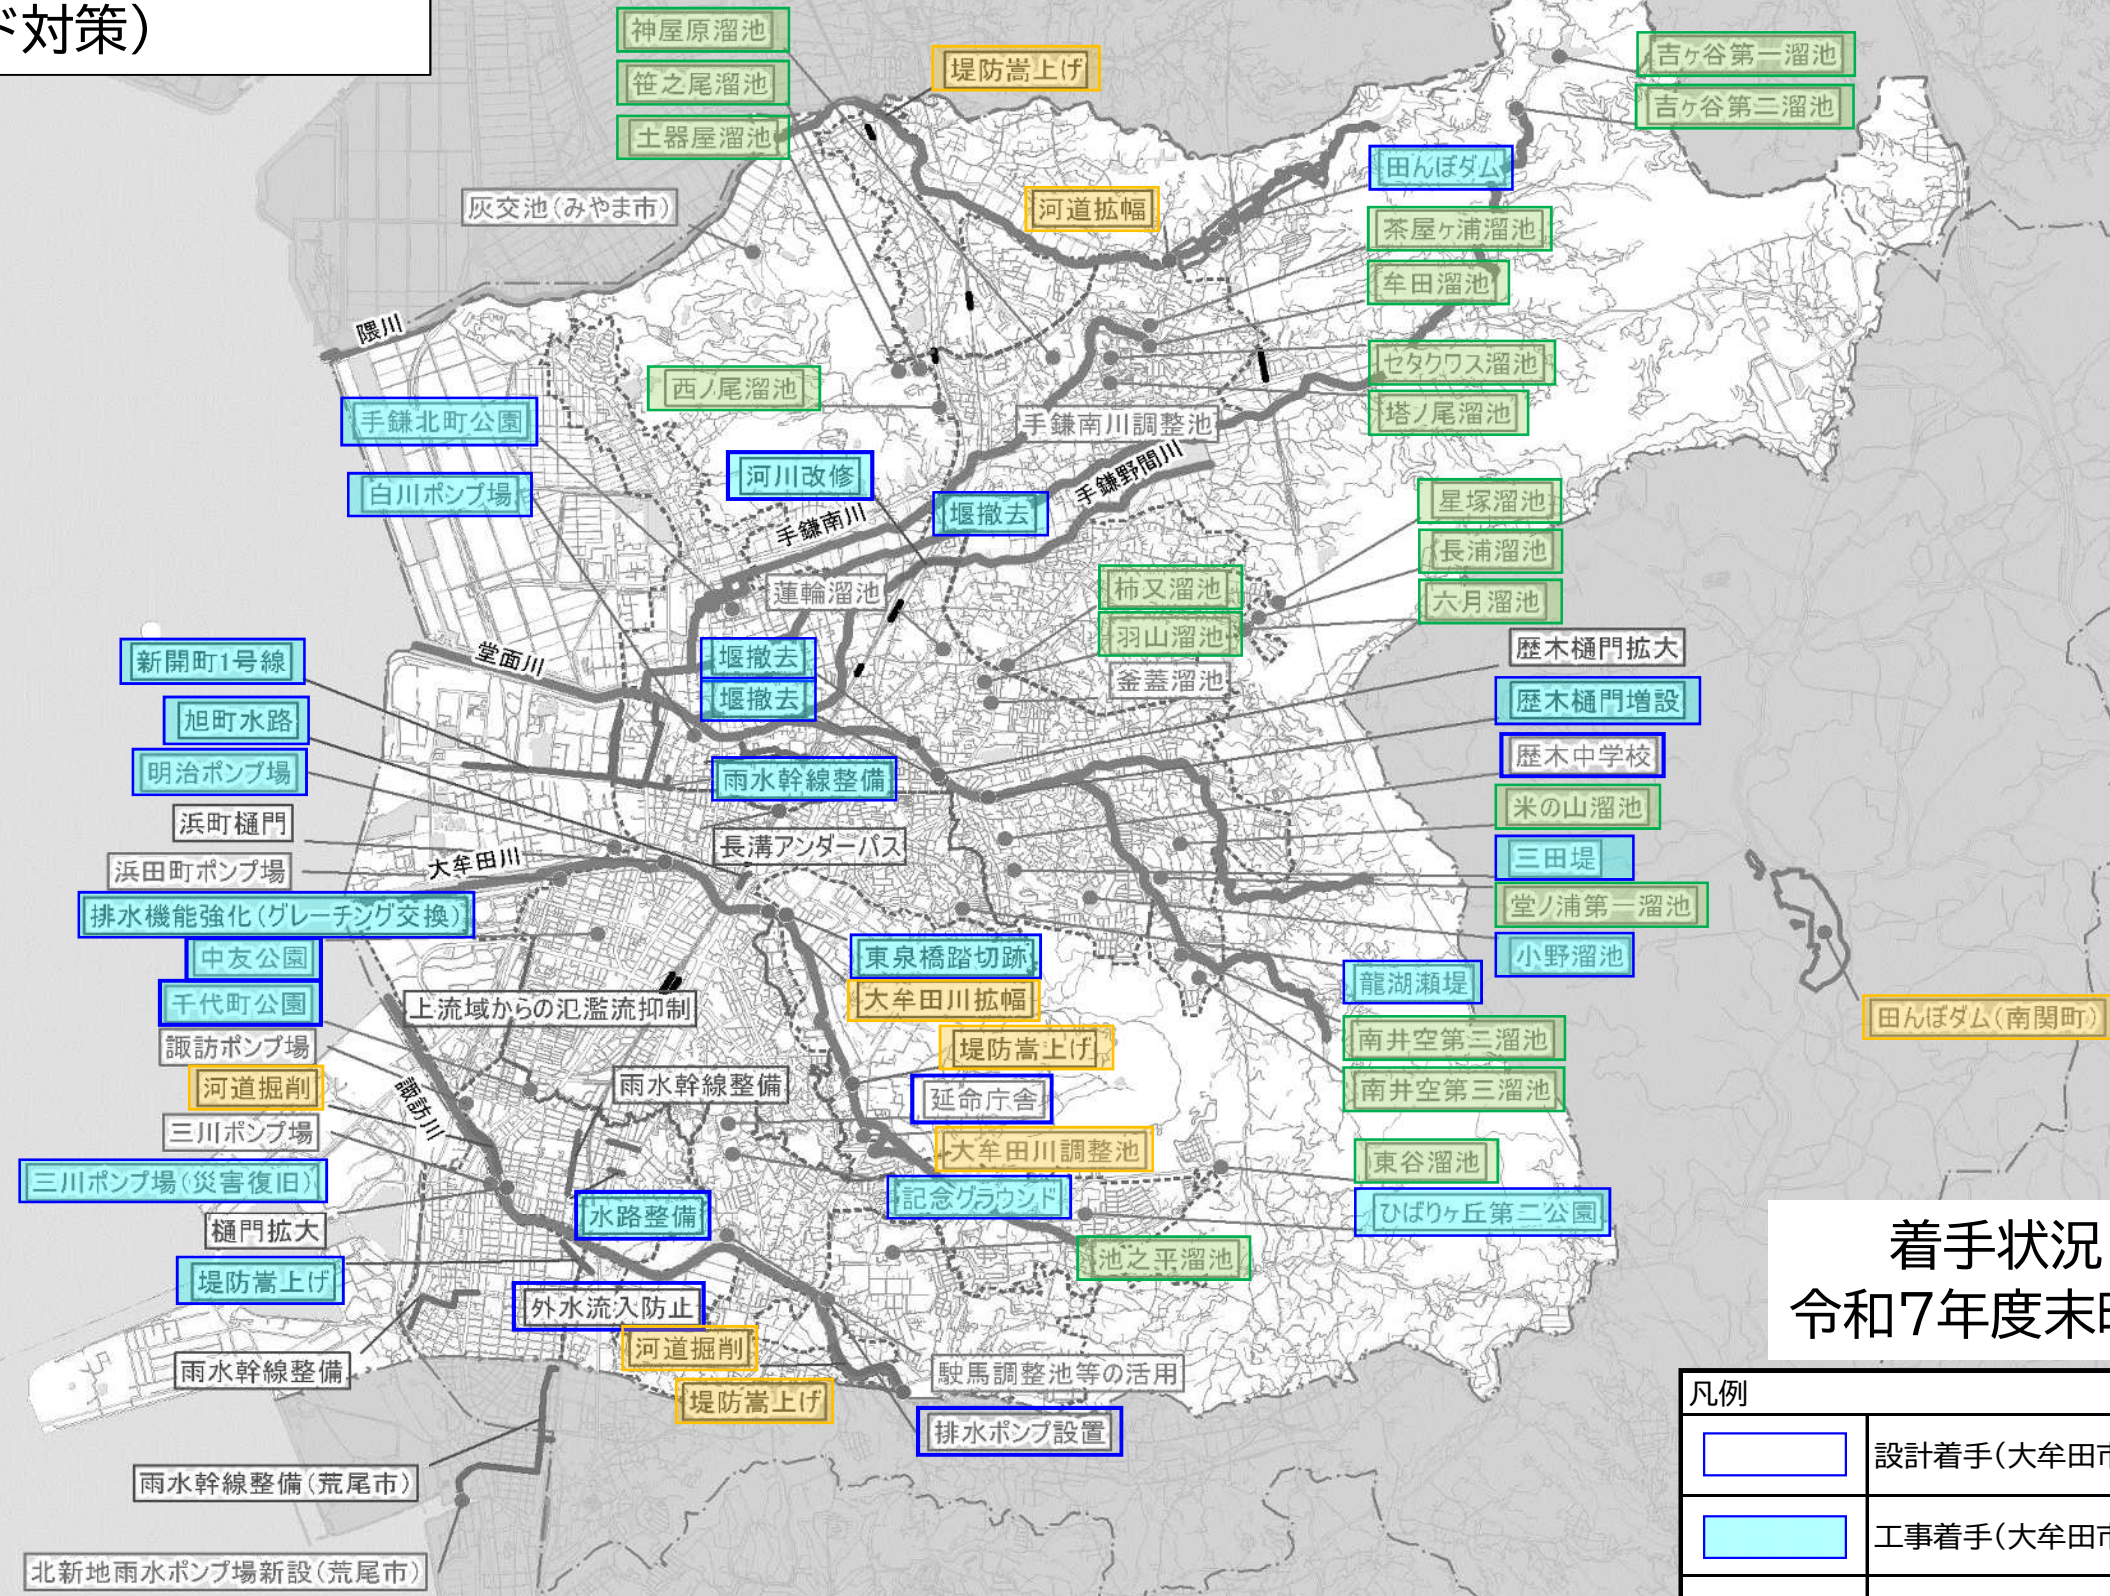 ド対策）
神屋原溜池
笹之尾溜池
土器屋溜池
堤防嵩上げ
吉ヶ谷第一溜池
吉ヶ谷第二溜池
灰交池（みやま市）
河道拡幅
田んぼダム
茶屋ヶ浦溜池
牟田溜池
隈川
西ノ尾溜池
セタクワス溜池
塔ノ尾溜池
手鎌北町公園
手鎌南川調整池
河川改修
白川ポンプ場
堰撤去
手鎌野間川
手鎌南川
星塚溜池
長浦溜池
六月溜池
蓮輪溜池
柿又溜池
羽山溜池
釜蓋溜池
堂面川
新開町1号線
堰撤去
堰撤去
歴木樋門拡大
歴木樋門増設
歴木中学校
旭町水路
明治ポンプ場
雨水幹線整備
米の山溜池
浜町樋門
長溝アンダーパス
三田堤
浜田町ポンプ場
大牟田川
堂ノ浦第一溜池
排水機能強化（グレーチング交換）
中友公園
東泉橋踏切跡
小野溜池
千代町公園
上流域からの氾濫流抑制
大牟田川拡幅
龍湖瀬堤
田んぼダム（南関町）
諏訪ポンプ場
堤防嵩上げ
南井空第二溜池
河道掘削
諏訪川
雨水幹線整備
延命庁舎
南井空第三溜池
三川ポンプ場
大牟田川調整池
東谷溜池
三川ポンプ場（災害復旧）
水路整備
記念グラウンド
ひばりヶ丘第二公園
樋門拡大
堤防嵩上げ
池之平溜池
外水流入防止
河道掘削
雨水幹線整備
駛馬調整池等の活用
堤防嵩上げ
排水ポンプ設置
雨水幹線整備（荒尾市）
北新地雨水ポンプ場新設（荒尾市）
着手状況
令和7年度末
凡例
設計着手（大牟田市
工事着手（大牟田市